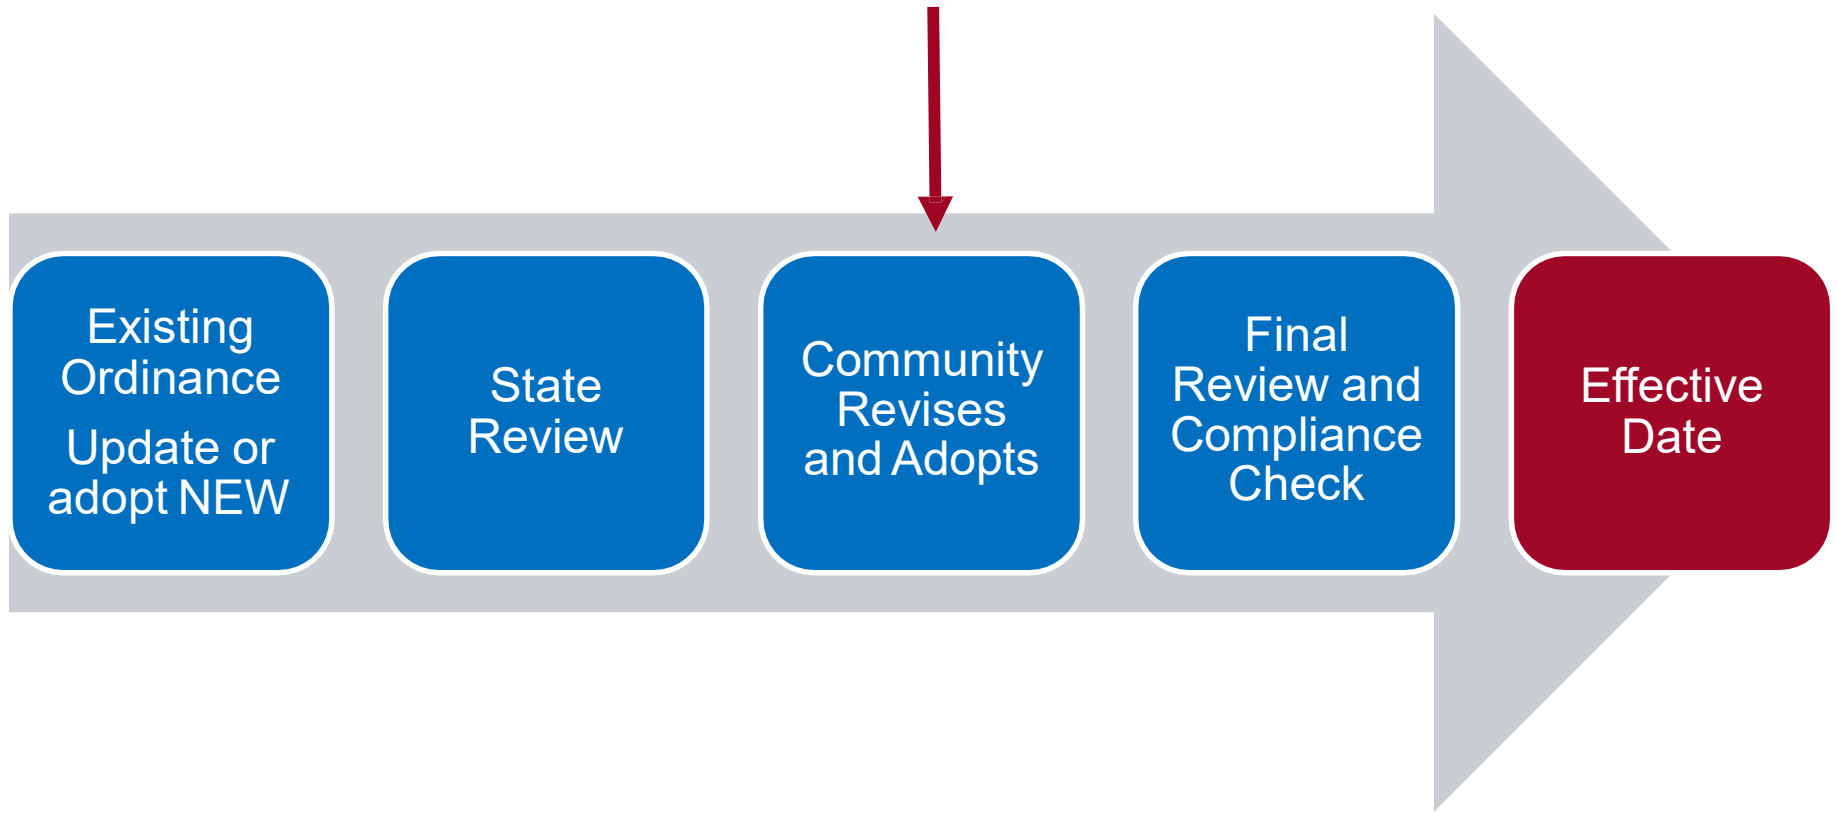 Existing
Ordinance
Update or
adopt NEW
State
Review
Community
Revises
and Adopts
Final
Review and
Compliance
Check
Effective
Date